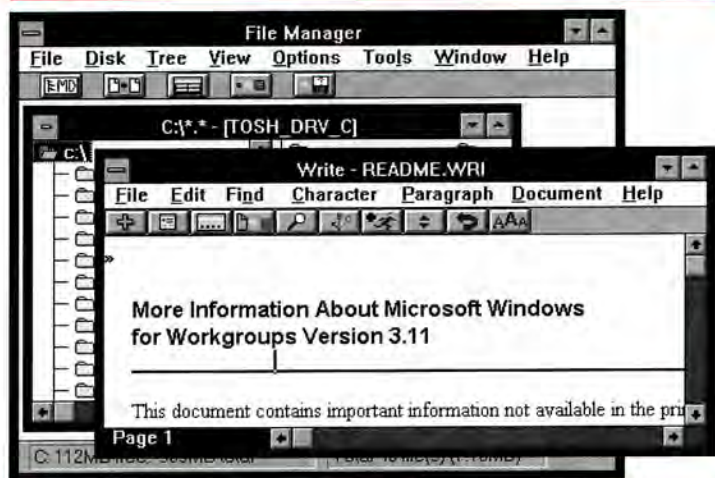 File Manager
File Disk Tree View Options Tools Window Help
CMD
C:\*.* - [TOSH_DRV_C]
C:\
Write - README.WRI
File Edit Find Character Paragraph Document Help
»
More Information About Microsoft Windows
for Workgroups Version 3.11
This document contains important information not available in the pri
Page 1
C: 112MB